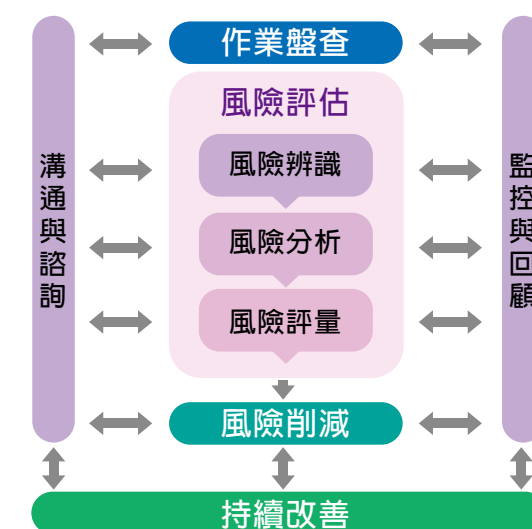 作業盤查
風險評估
風險辨識
風險分析
風險評量
風險削減
持續改善
溝通與諮詢
監控與回顧